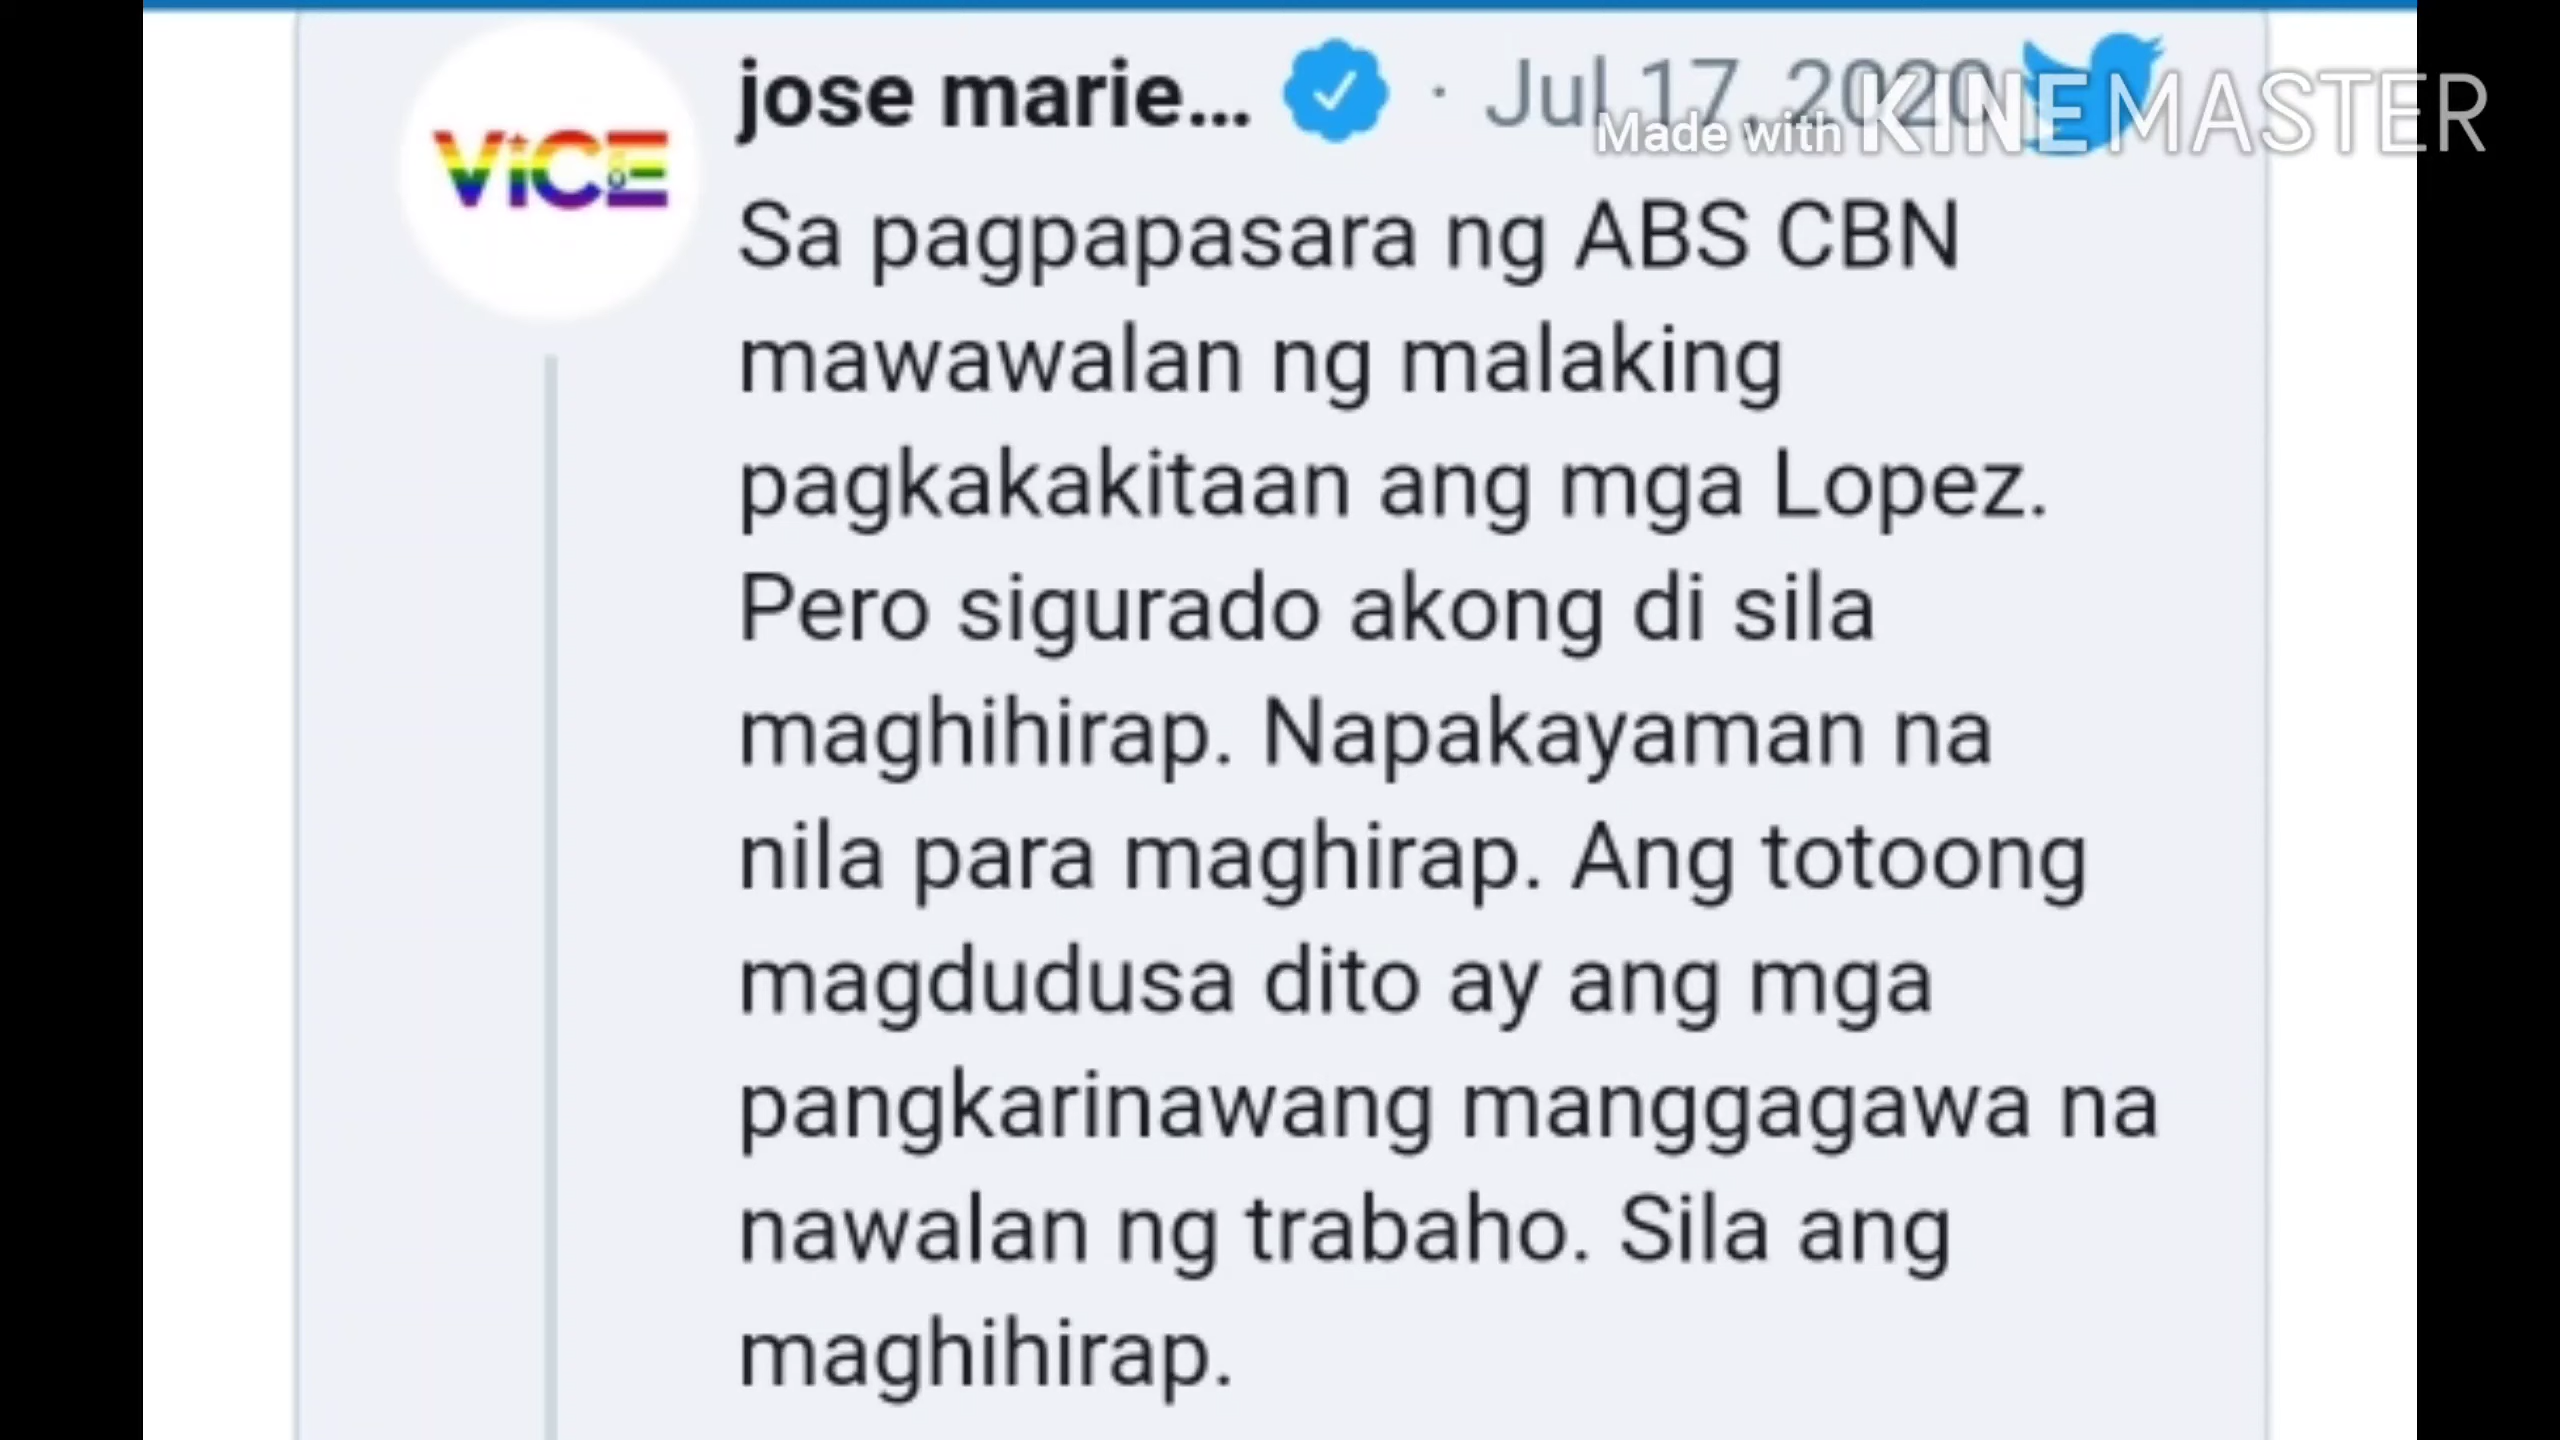 jose marie... · Jul 17, 2020
Made with KINEMASTER
ViCE
Sa pagpapasara ng ABS CBN
mawawalan ng malaking
pagkakakitaan ang mga Lopez.
Pero sigurado akong di sila
maghihirap. Napakayaman na
nila para maghirap. Ang totoong
magdudusa dito ay ang mga
pangkarinawang manggagawa na
nawalan ng trabaho. Sila ang
maghihirap.